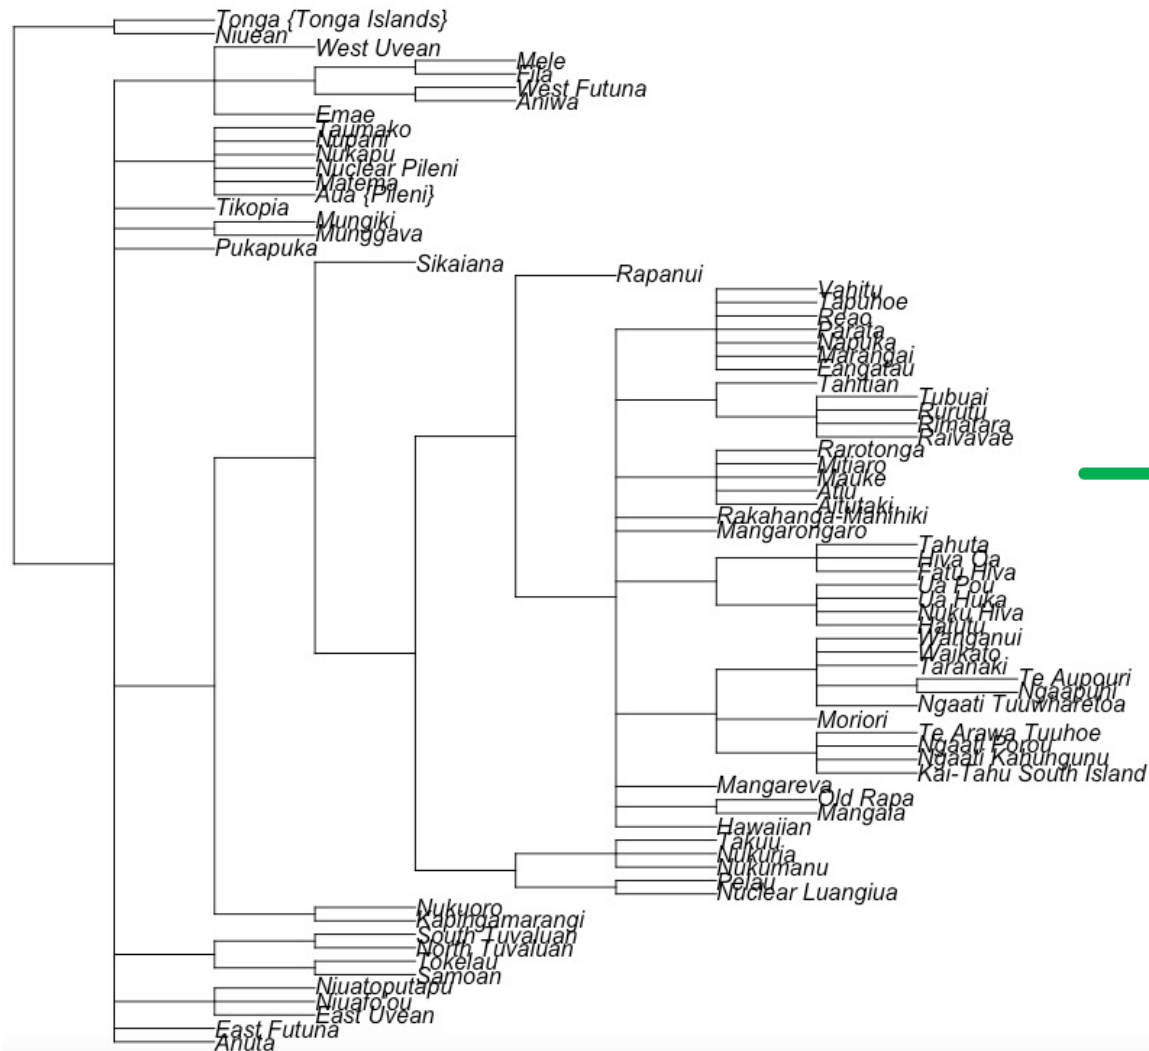 Tonga {Tonga Islands}
Niuean
West Uvean
Mele
Fila
West Futuna
Aniwa
Emae
Taumako
Nupani
Nukapu
Nuclear Pileni
Matema
Aua {Pileni}
Tikopia
Mungiki
Munggava
Pukapuka
Sikaiana
Rapanui
Vahitu
Tapuhoe
Reao
Parata
Napuka
Marangai
Fangatau
Tahitian
Tubuai
Rurutu
Rimatara
Raivavae
Rarotonga
Mitiaro
Mauke
Atiu
Aitutaki
Rakahanga-Manihiki
Mangarongaro
Tahuta
Hiva Oa
Fatu Hiva
Ua Pou
Ua Huka
Nuku Hiva
Hatutu
Wanganui
Waikato
Taranaki
Te Aupouri
Ngaapuhi
Ngaati Tuuwharetoa
Moriori
Te Arawa Tuuhoe
Ngaati Porou
Ngaati Kahungunu
Kai-Tahu South Island
Mangareva
Old Rapa
Mangaia
Hawaiian
Takuu
Nukuria
Nukumanu
Pelau
Nuclear Luangiua
Nukuoro
Kapingamarangi
South Tuvaluan
North Tuvaluan
Tokelau
Samoan
Niuatoputapu
Niuafo'ou
East Uvean
East Futuna
Anuta